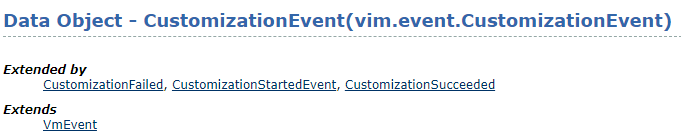 Data Object - CustomizationEvent(vim.event.CustomizationEvent)
Extended by
CustomizationFailed, CustomizationStartedEvent, CustomizationSucceeded
Extends
VmEvent